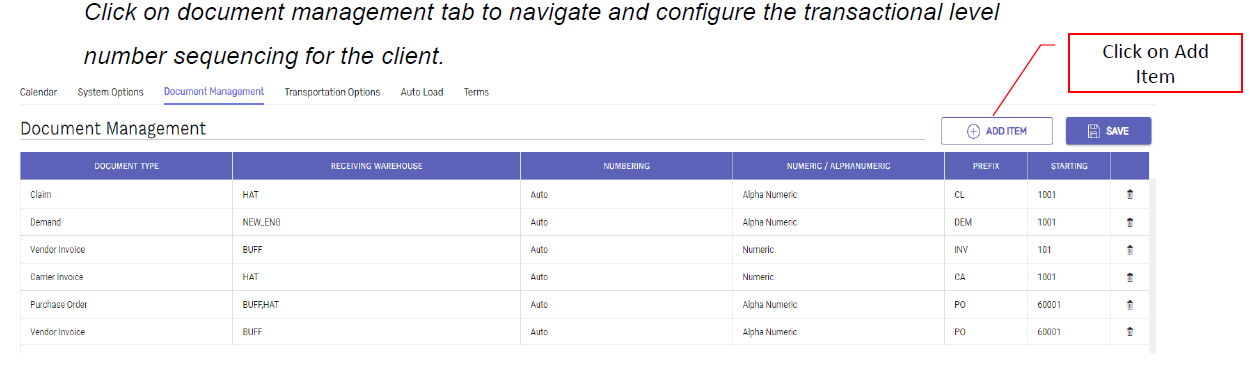 Click on document management tab to navigate and configure the transactional level
number sequencing for the client.
Click on Add
Item
Calendar System Options Document Management Transportation Options Auto Load Terms
Document Management ADD ITEM SAVE
DOCUMENT TYPE RECEIVING WAREHOUSE NUMBERING NUMERIC / ALPHANUMERIC PREFIX STARTING
Claim HAT Auto Alpha Numeric CL 1001
Demand NEW_ENG Auto Alpha Numeric DEM 1001
Vendor Invoice BUFF Auto Numeric INV 101
Carrier Invoice HAT Auto Numeric CA 1001
Purchase Order BUFF,HAT Auto Alpha Numeric PO 60001
Vendor Invoice BUFF Auto Alpha Numeric PO 60001